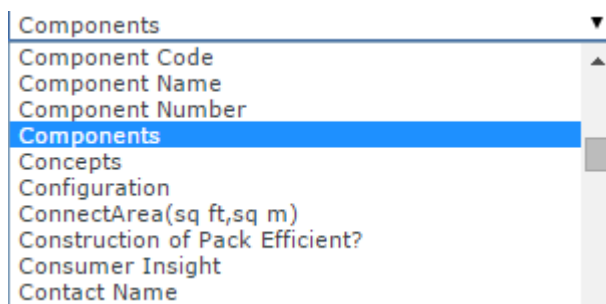 Components
Component Code
Component Name
Component Number
Components
Concepts
Configuration
ConnectArea(sq ft,sq m)
Construction of Pack Efficient?
Consumer Insight
Contact Name